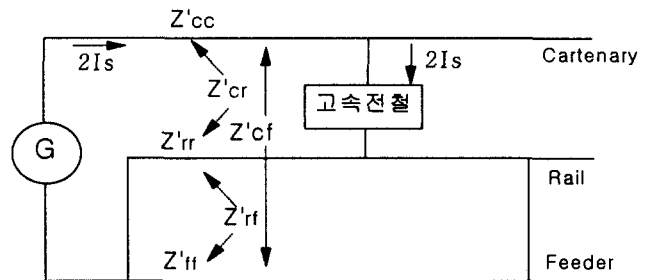 Z'cc
2Is
2Is
Cartenary
Z'cr
고속전철
Z'cf
Z'rr
G
Rail
Z'rf
Z'ff
Feeder